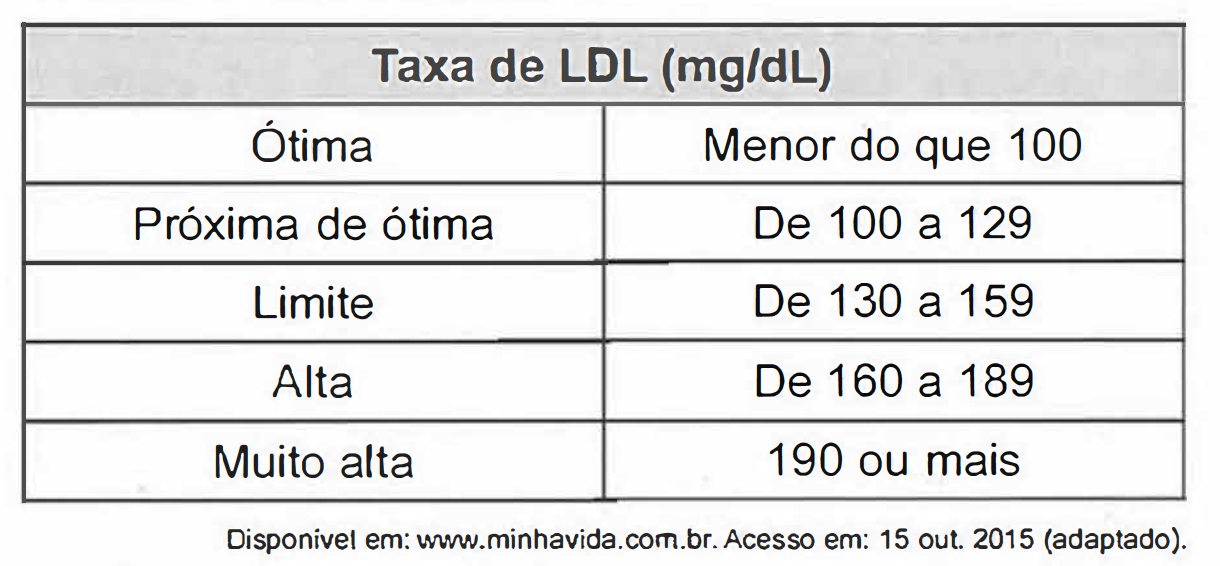 Taxa de LDL (mg/dL)
Ótima Menor do que 100
Próxima de ótima De 100 a 129
Limite De 130 a 159
Alta De 160 a 189
Muito alta 190 ou mais
Disponível em: www.minhavida.com.br. Acesso em: 15 out. 2015 (adaptado).